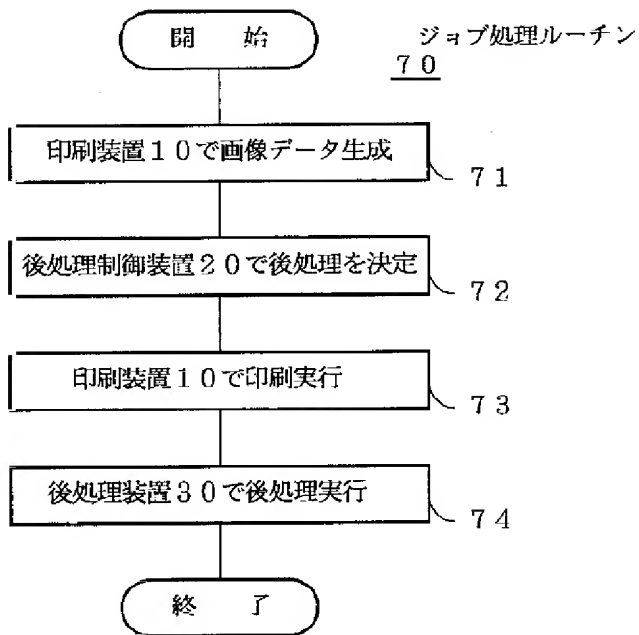 開　始
ジョブ処理ルーチン
７０
印刷装置１０で画像データ生成
７１
後処理制御装置２０で後処理を決定
７２
印刷装置１０で印刷実行
７３
後処理装置３０で後処理実行
７４
終　了